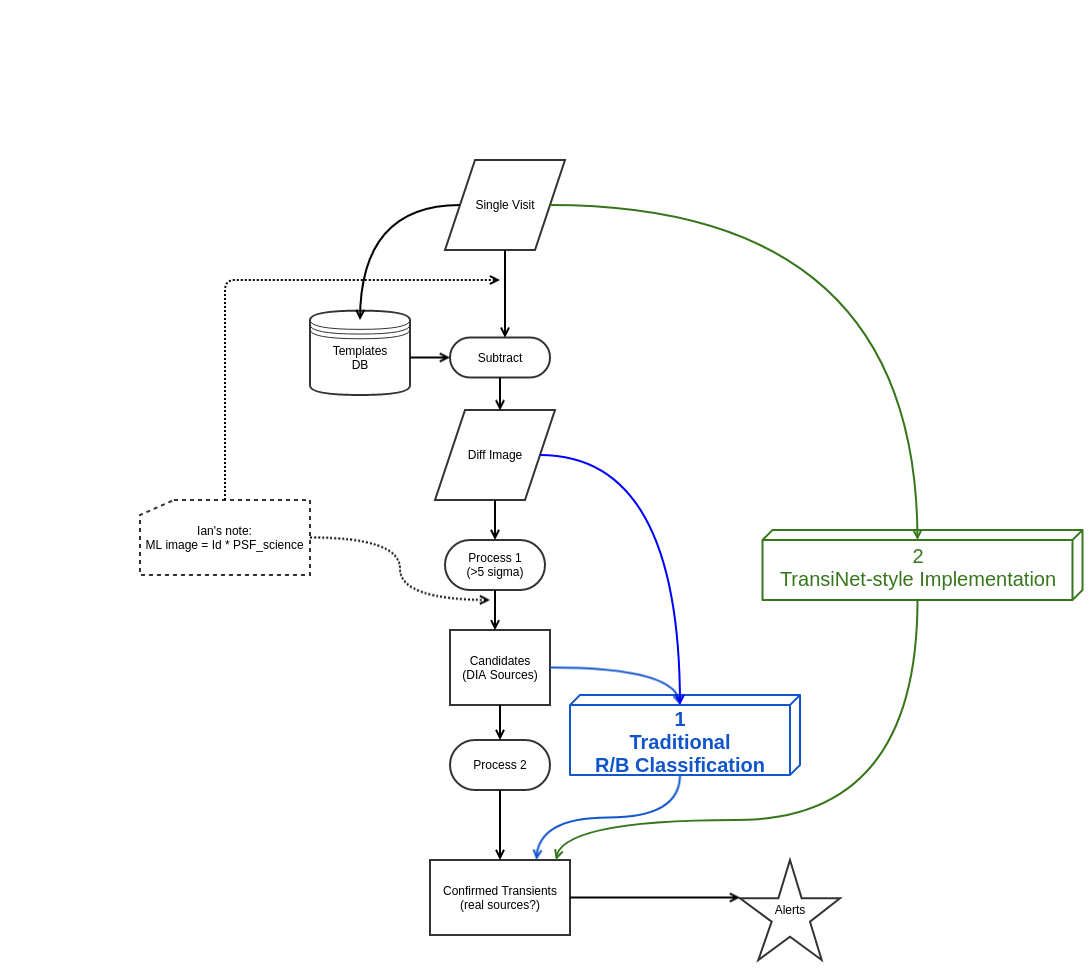 Single Visit
Templates
DB
Subtract
Diff Image
Ian's note:
ML image = Id * PSF_science
Process 1
(>5 sigma)
2
TransiNet-style Implementation
Candidates
(DIA Sources)
1
Traditional
R/B Classification
Process 2
Confirmed Transients
(real sources?)
Alerts